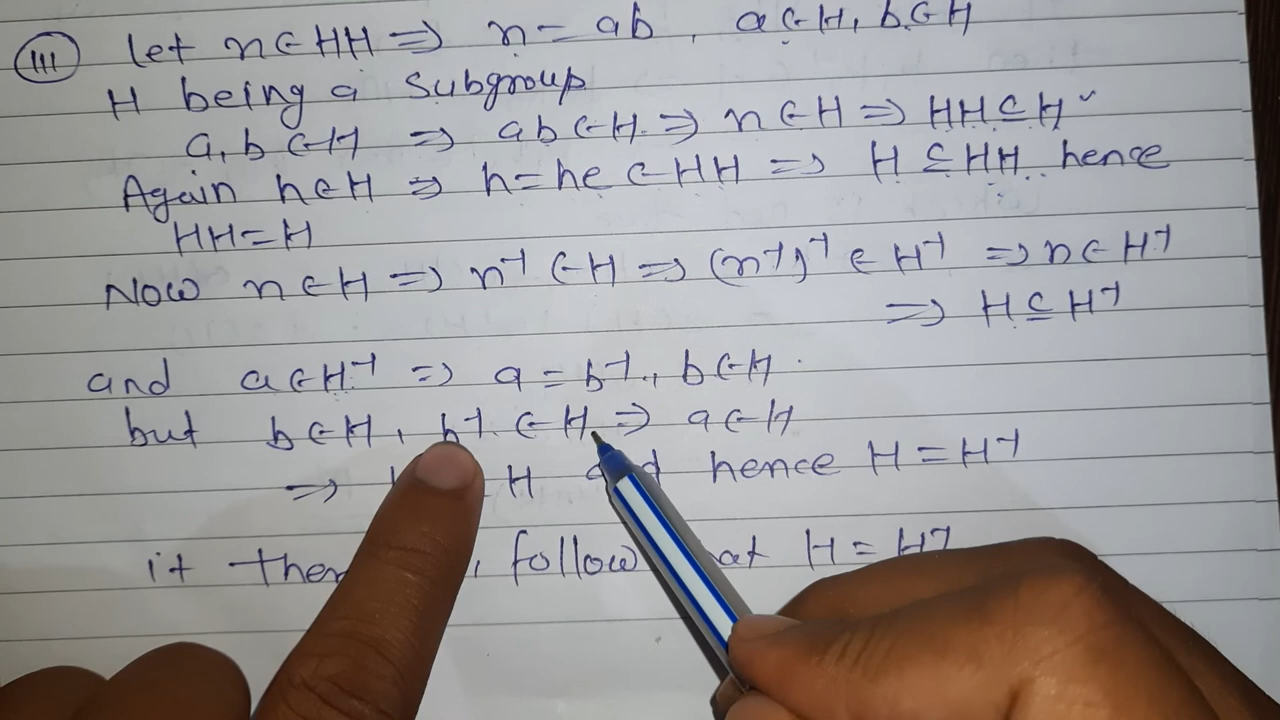 (III) Let n∈HH ⇒ n = ab, a∈H, b∈H
H being a subgroup
a, b ∈H ⇒ ab∈H ⇒ n∈H ⇒ HH⊆H
Again h∈H ⇒ h=he ∈HH ⇒ H⊆HH hence
HH=H
Now n∈H ⇒ n⁻¹∈H ⇒ (n⁻¹)⁻¹ ∈ H⁻¹ ⇒ n∈H⁻¹
⇒ H⊆H⁻¹
and a∈H⁻¹ ⇒ a = b⁻¹, b∈H
but b∈H, b⁻¹ ∈H ⇒ a∈H
⇒ H hence H = H⁻¹
it follow H = H⁻¹